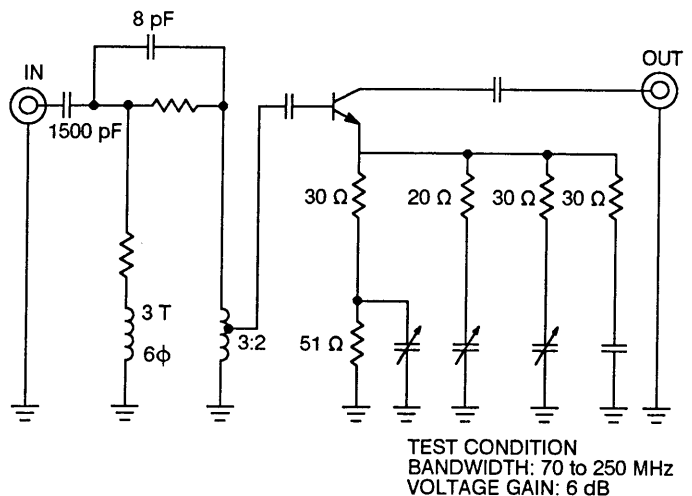 8 pF
IN
OUT
1500 pF
30 Ω
20 Ω
30 Ω
30 Ω
3 T
6ϕ
3:2
51 Ω
TEST CONDITION
BANDWIDTH: 70 to 250 MHz
VOLTAGE GAIN: 6 dB